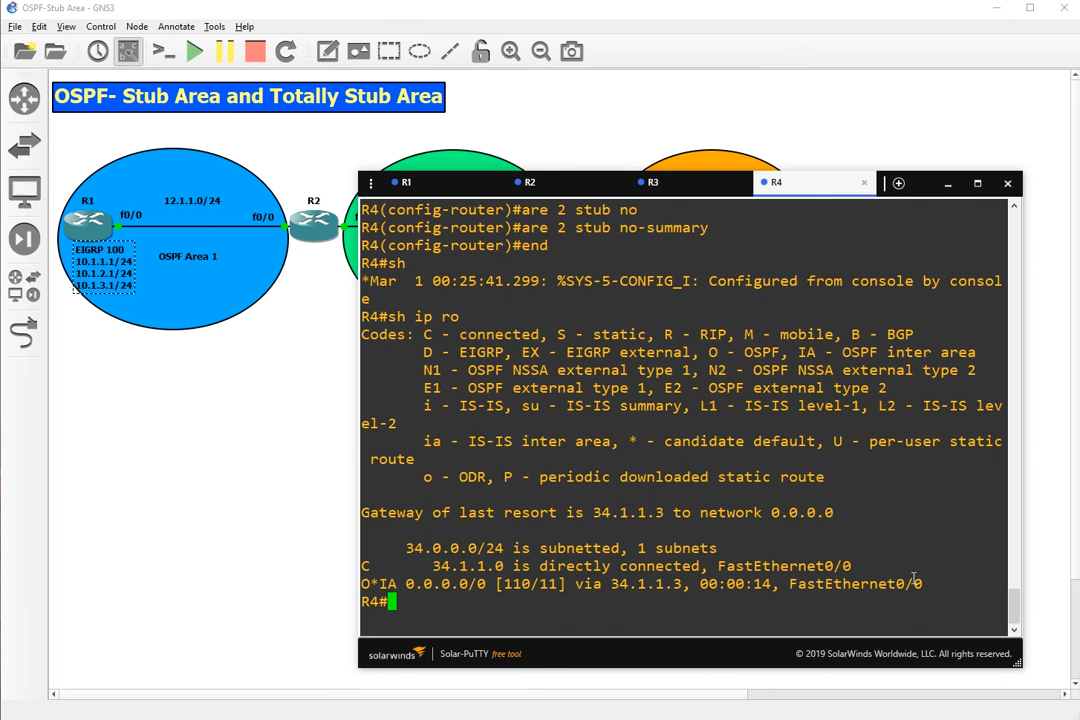 OSPF-Stub Area - GNS3
File Edit View Control Node Annotate Tools Help
OSPF- Stub Area and Totally Stub Area
R1
12.1.1.0/24
R2
f0/0
f0/0
EIGRP 100
10.1.1.1/24
10.1.2.1/24
10.1.3.1/24
OSPF Area 1
R1 R2 R3 R4
R4(config-router)#are 2 stub no
R4(config-router)#are 2 stub no-summary
R4(config-router)#end
R4#sh
*Mar  1 00:25:41.299: %SYS-5-CONFIG_I: Configured from console by consol
e
R4#sh ip ro
Codes: C - connected, S - static, R - RIP, M - mobile, B - BGP
D - EIGRP, EX - EIGRP external, O - OSPF, IA - OSPF inter area
N1 - OSPF NSSA external type 1, N2 - OSPF NSSA external type 2
E1 - OSPF external type 1, E2 - OSPF external type 2
i - IS-IS, su - IS-IS summary, L1 - IS-IS level-1, L2 - IS-IS lev
el-2
ia - IS-IS inter area, * - candidate default, U - per-user static
route
o - ODR, P - periodic downloaded static route
Gateway of last resort is 34.1.1.3 to network 0.0.0.0
34.0.0.0/24 is subnetted, 1 subnets
C 34.1.1.0 is directly connected, FastEthernet0/0
O*IA 0.0.0.0/0 [110/11] via 34.1.1.3, 00:00:14, FastEthernet0/0
R4#
solarwinds Solar-PuTTY free tool © 2019 SolarWinds Worldwide, LLC. All rights reserved.